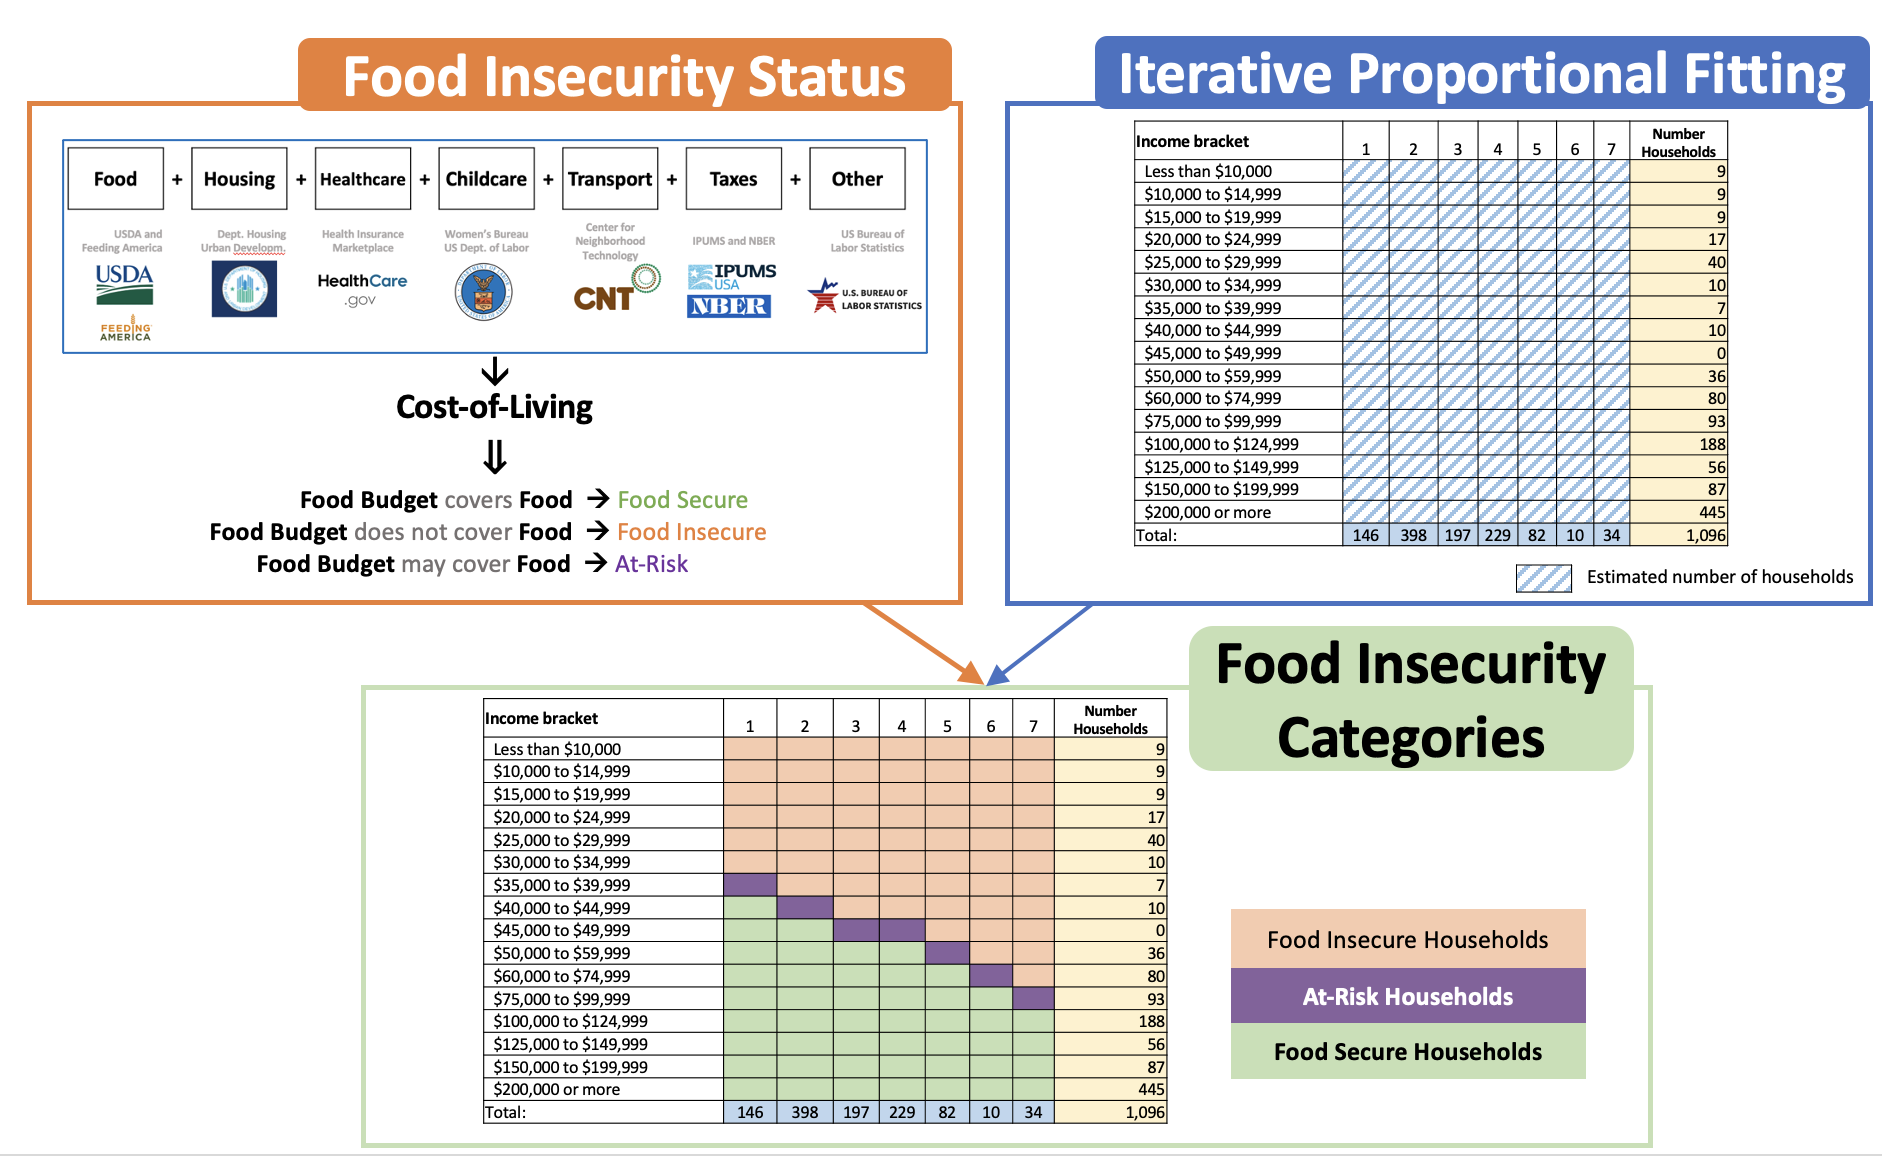 Food Insecurity Status
Food + Housing + Healthcare + Childcare + Transport + Taxes + Other
USDA and
Feeding America
Dept. Housing
Urban Developm.
Health Insurance
Marketplace
Women's Bureau
US Dept. of Labor
Center for
Neighborhood
Technology
IPUMS and NBER
US Bureau of
Labor Statistics
USDA
FEEDING
AMERICA
HealthCare
.gov
CNT
IPUMS
USA
NBER
U.S. BUREAU OF
LABOR STATISTICS
↓
Cost-of-Living
⇓
Food Budget covers Food → Food Secure
Food Budget does not cover Food → Food Insecure
Food Budget may cover Food → At-Risk
Iterative Proportional Fitting
Income bracket 1 2 3 4 5 6 7 Number
Households
Less than $10,000 9
$10,000 to $14,999 9
$15,000 to $19,999 9
$20,000 to $24,999 17
$25,000 to $29,999 40
$30,000 to $34,999 10
$35,000 to $39,999 7
$40,000 to $44,999 10
$45,000 to $49,999 0
$50,000 to $59,999 36
$60,000 to $74,999 80
$75,000 to $99,999 93
$100,000 to $124,999 188
$125,000 to $149,999 56
$150,000 to $199,999 87
$200,000 or more 445
Total: 146 398 197 229 82 10 34 1,096
Estimated number of households
Food Insecurity
Categories
Income bracket 1 2 3 4 5 6 7 Number
Households
Less than $10,000 9
$10,000 to $14,999 9
$15,000 to $19,999 9
$20,000 to $24,999 17
$25,000 to $29,999 40
$30,000 to $34,999 10
$35,000 to $39,999 7
$40,000 to $44,999 10
$45,000 to $49,999 0
$50,000 to $59,999 36
$60,000 to $74,999 80
$75,000 to $99,999 93
$100,000 to $124,999 188
$125,000 to $149,999 56
$150,000 to $199,999 87
$200,000 or more 445
Total: 146 398 197 229 82 10 34 1,096
Food Insecure Households
At-Risk Households
Food Secure Households